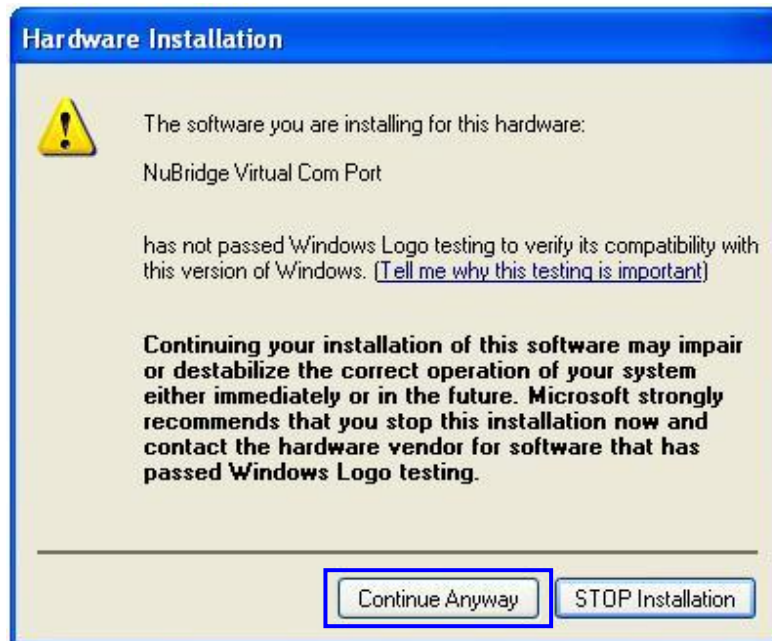 Hardware Installation
The software you are installing for this hardware:
NuBridge Virtual Com Port
has not passed Windows Logo testing to verify its compatibility with
this version of Windows. (Tell me why this testing is important)
Continuing your installation of this software may impair
or destabilize the correct operation of your system
either immediately or in the future. Microsoft strongly
recommends that you stop this installation now and
contact the hardware vendor for software that has
passed Windows Logo testing.
Continue Anyway STOP Installation